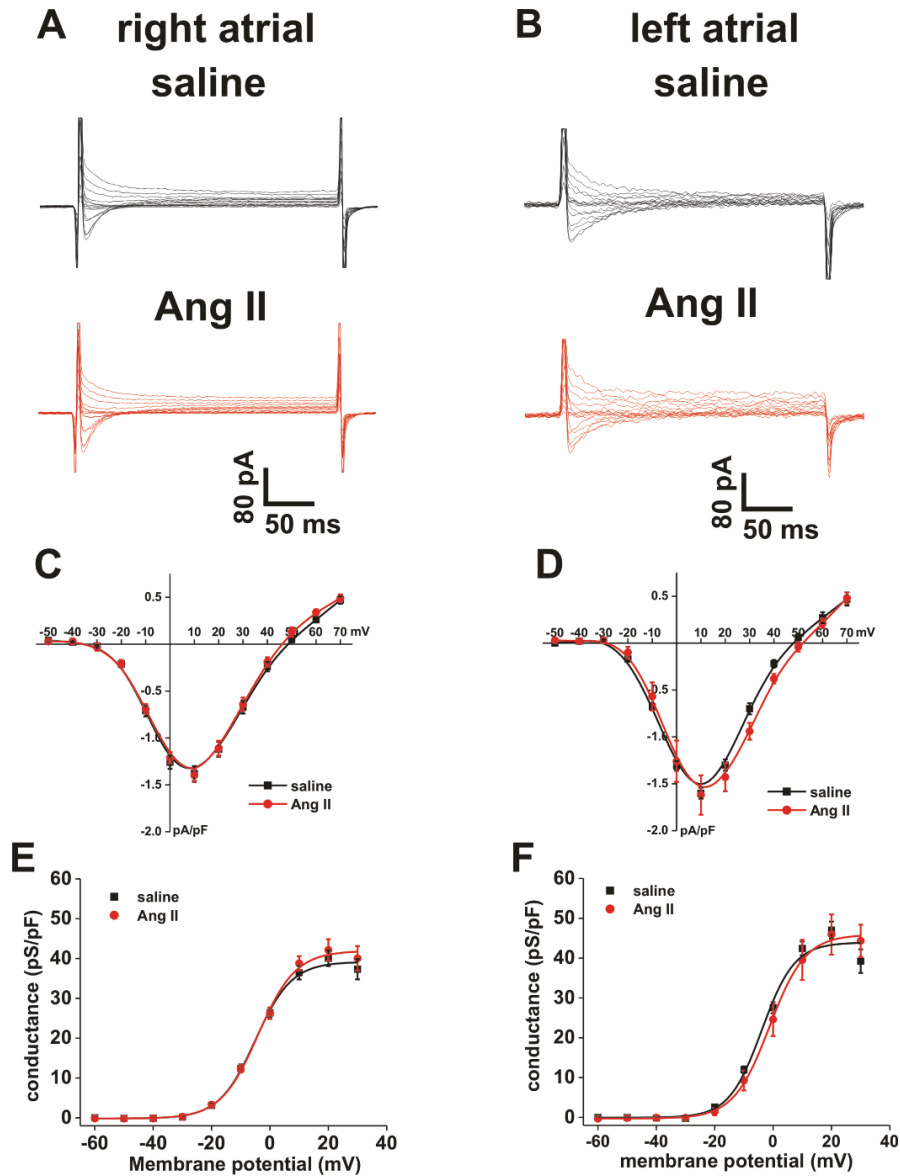 A
right atrial
saline
B
left atrial
saline
Ang II
Ang II
80 pA
50 ms
80 pA
50 ms
C
0.5
-50 -40 -30 -20 -10 10 20 30 40 50 60 70 mV
-0.5
-1.0
-1.5
-2.0
pA/pF
saline
Ang II
D
0.5
-50 -40 -30 -20 -10 10 20 30 40 50 60 70 mV
-0.5
-1.0
-1.5
-2.0
pA/pF
saline
Ang II
E
conductance (pS/pF)
60
50
40
30
20
10
0
saline
Ang II
-60 -40 -20 0 20 40
Membrane potential (mV)
F
conductance (pS/pF)
60
50
40
30
20
10
0
saline
Ang II
-60 -40 -20 0 20 40
membrane potential (mV)